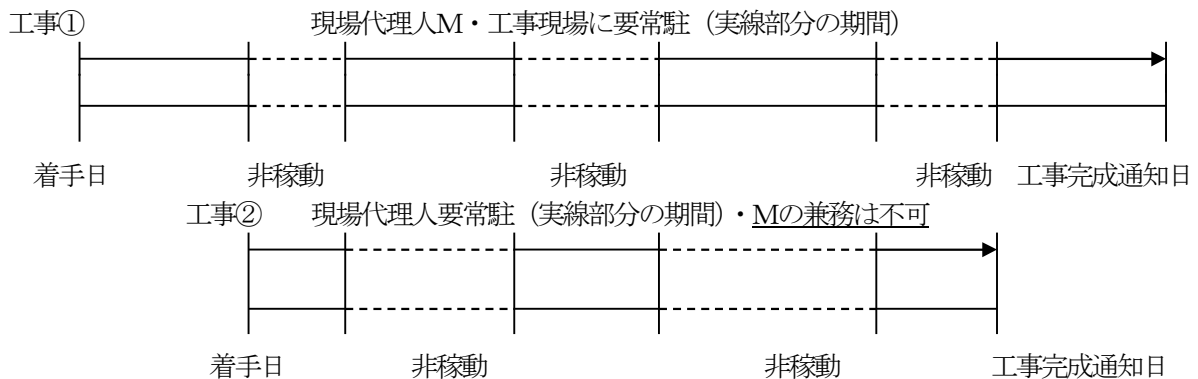 工事① 現場代理人M・工事現場に要常駐（実線部分の期間）
着手日 非稼動 非稼動 非稼動 工事完成通知日
工事② 現場代理人要常駐（実線部分の期間）・Mの兼務は不可
着手日 非稼動 非稼動 工事完成通知日